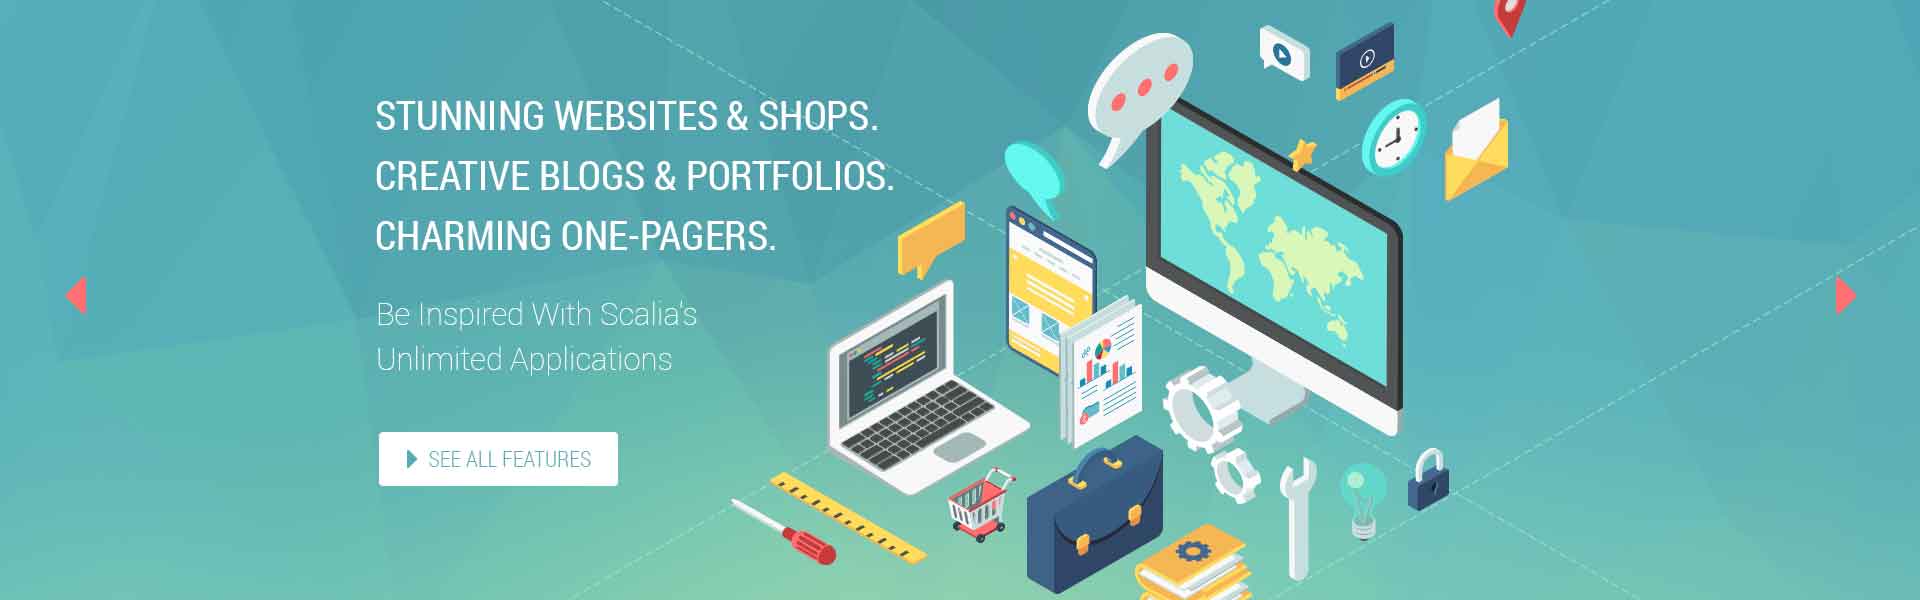 STUNNING WEBSITES & SHOPS.
CREATIVE BLOGS & PORTFOLIOS.
CHARMING ONE-PAGERS.
Be Inspired With Scalia's
Unlimited Applications
SEE ALL FEATURES